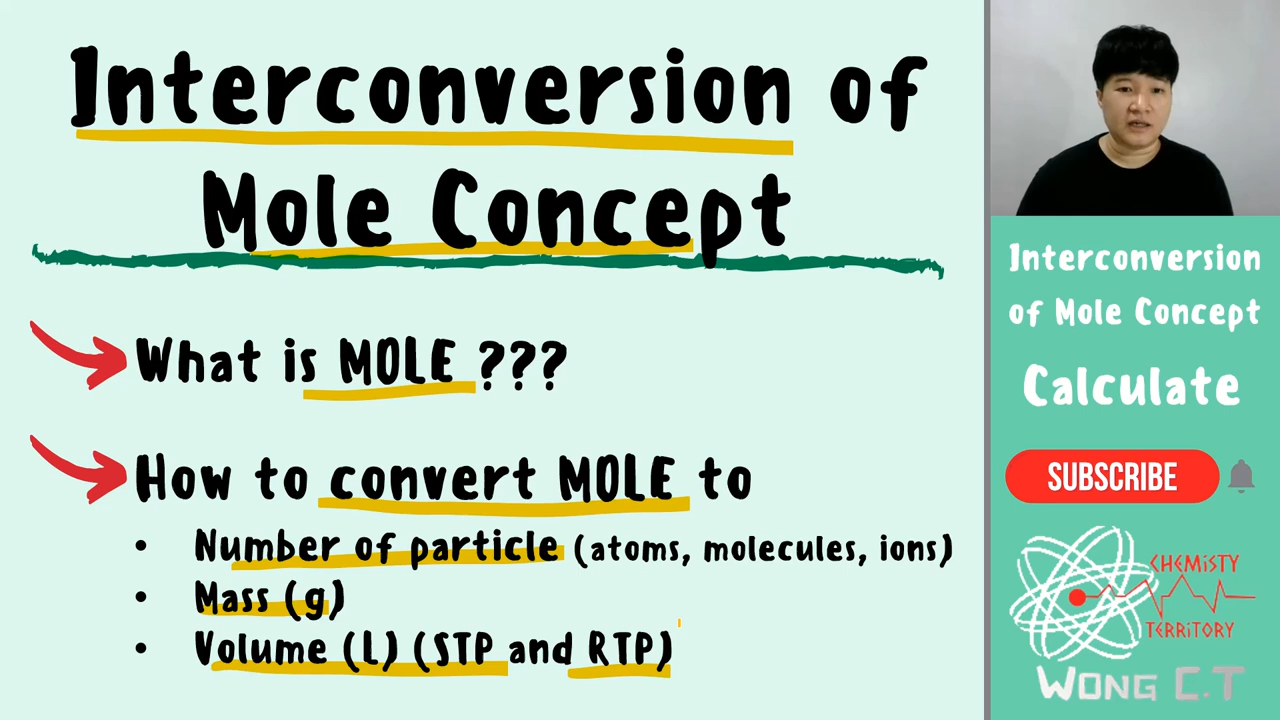 Interconversion of
Mole Concept
What is MOLE ???
How to convert MOLE to
• Number of particle (atoms, molecules, ions)
• Mass (g)
• Volume (L) (STP and RTP)
Interconversion
of Mole Concept
Calculate
SUBSCRIBE
CHEMiSTY
TERRiTORY
WONG C.T